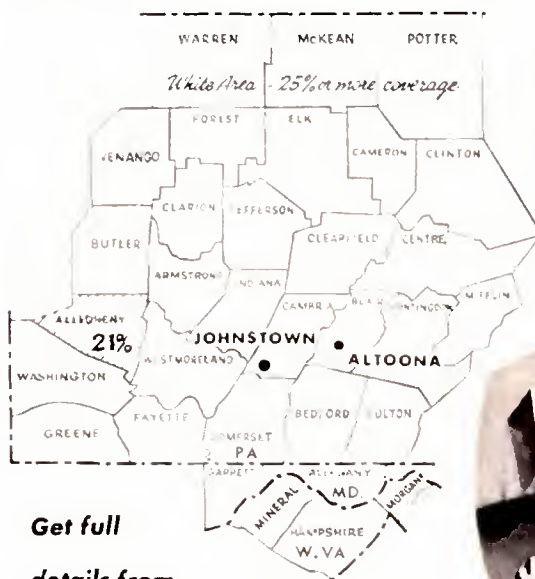 WARREN McKEAN POTTER
White Area - 25% or more coverage
FOREST ELK
VENANGO CAMERON CLINTON
CLARION JEFFERSON
BUTLER CLEARFIELD CENTRE
ARMSTRONG INDIANA
CAMBRIA BLAIR HUNTINGDON MIFFLIN
ALLEGHENY
21% JOHNSTOWN
WESTMORELAND ALTOONA
WASHINGTON
BEDFORD FULTON
GREENE FAYETTE
SOMERSET
PA
GARRETT ALLEGANY
MINERAL MD. MORGAN
HAMPSHIRE
W.VA
Get full
details from